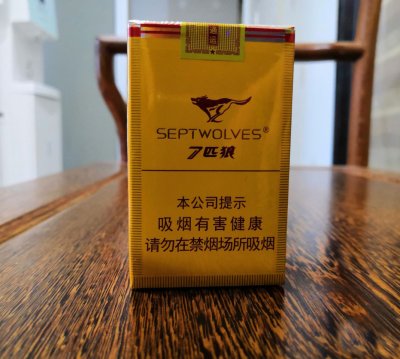 SEPTWOLVES®
7匹狼
本公司提示
吸烟有害健康
请勿在禁烟场所吸烟